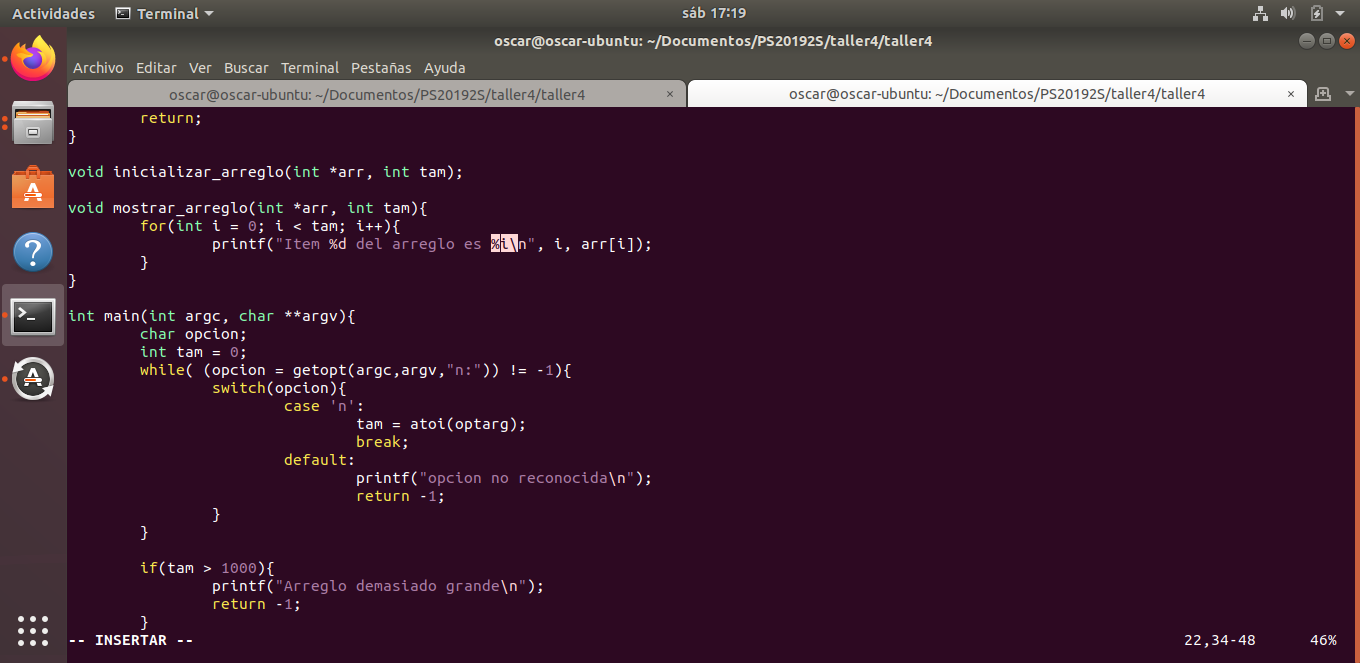 Actividades Terminal sáb 17:19
oscar@oscar-ubuntu: ~/Documentos/PS20192S/taller4/taller4
Archivo Editar Ver Buscar Terminal Pestañas Ayuda
oscar@oscar-ubuntu: ~/Documentos/PS20192S/taller4/taller4 × oscar@oscar-ubuntu: ~/Documentos/PS20192S/taller4/taller4 ×
        return;
}

void inicializar_arreglo(int *arr, int tam);

void mostrar_arreglo(int *arr, int tam){
        for(int i = 0; i < tam; i++){
                printf("Item %d del arreglo es %i\n", i, arr[i]);
        }
}

int main(int argc, char **argv){
        char opcion;
        int tam = 0;
        while( (opcion = getopt(argc,argv,"n:")) != -1){
                switch(opcion){
                        case 'n':
                                tam = atoi(optarg);
                                break;
                        default:
                                printf("opcion no reconocida\n");
                                return -1;
                }
        }

        if(tam > 1000){
                printf("Arreglo demasiado grande\n");
                return -1;
        }
-- INSERTAR -- 22,34-48 46%